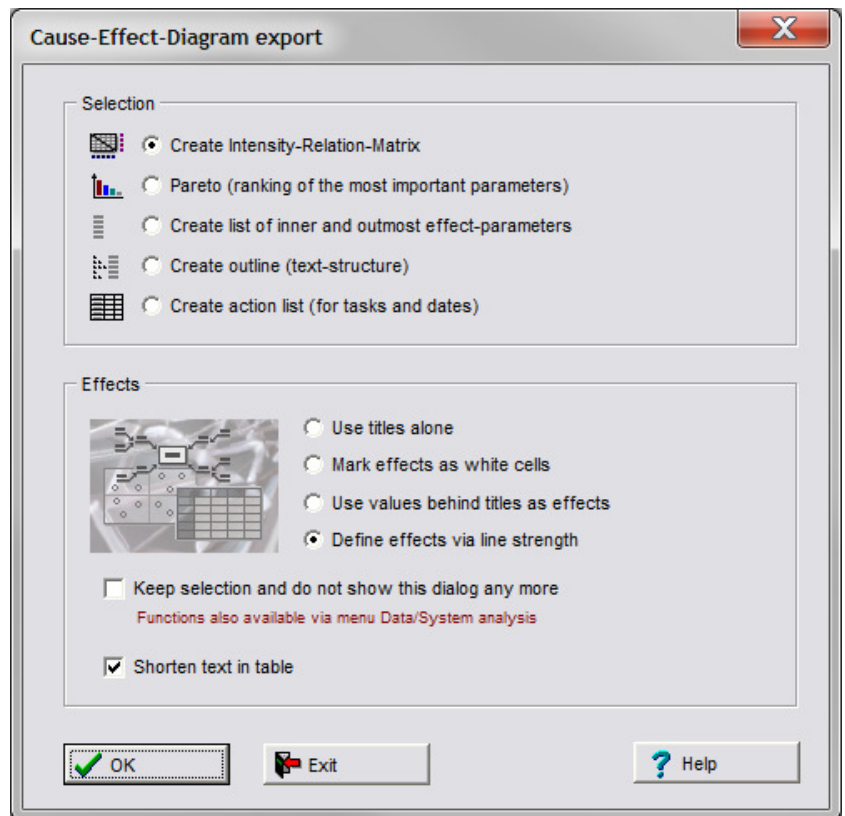 Cause-Effect-Diagram export
Selection
Create Intensity-Relation-Matrix
Pareto (ranking of the most important parameters)
Create list of inner and outmost effect-parameters
Create outline (text-structure)
Create action list (for tasks and dates)
Effects
Use titles alone
Mark effects as white cells
Use values behind titles as effects
Define effects via line strength
Keep selection and do not show this dialog any more
Functions also available via menu Data/System analysis
Shorten text in table
OK
Exit
Help